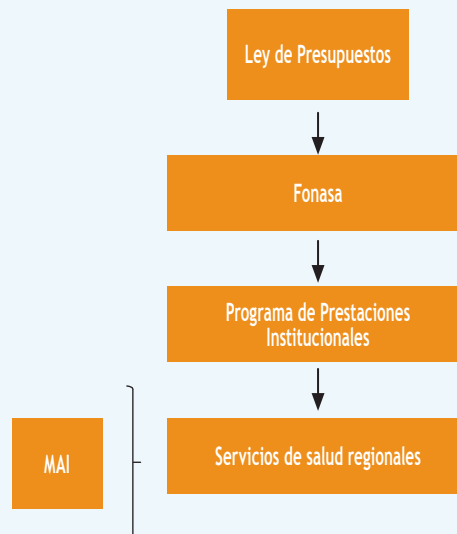 Ley de Presupuestos
Fonasa
Programa de Prestaciones
Institucionales
MAI
Servicios de salud regionales